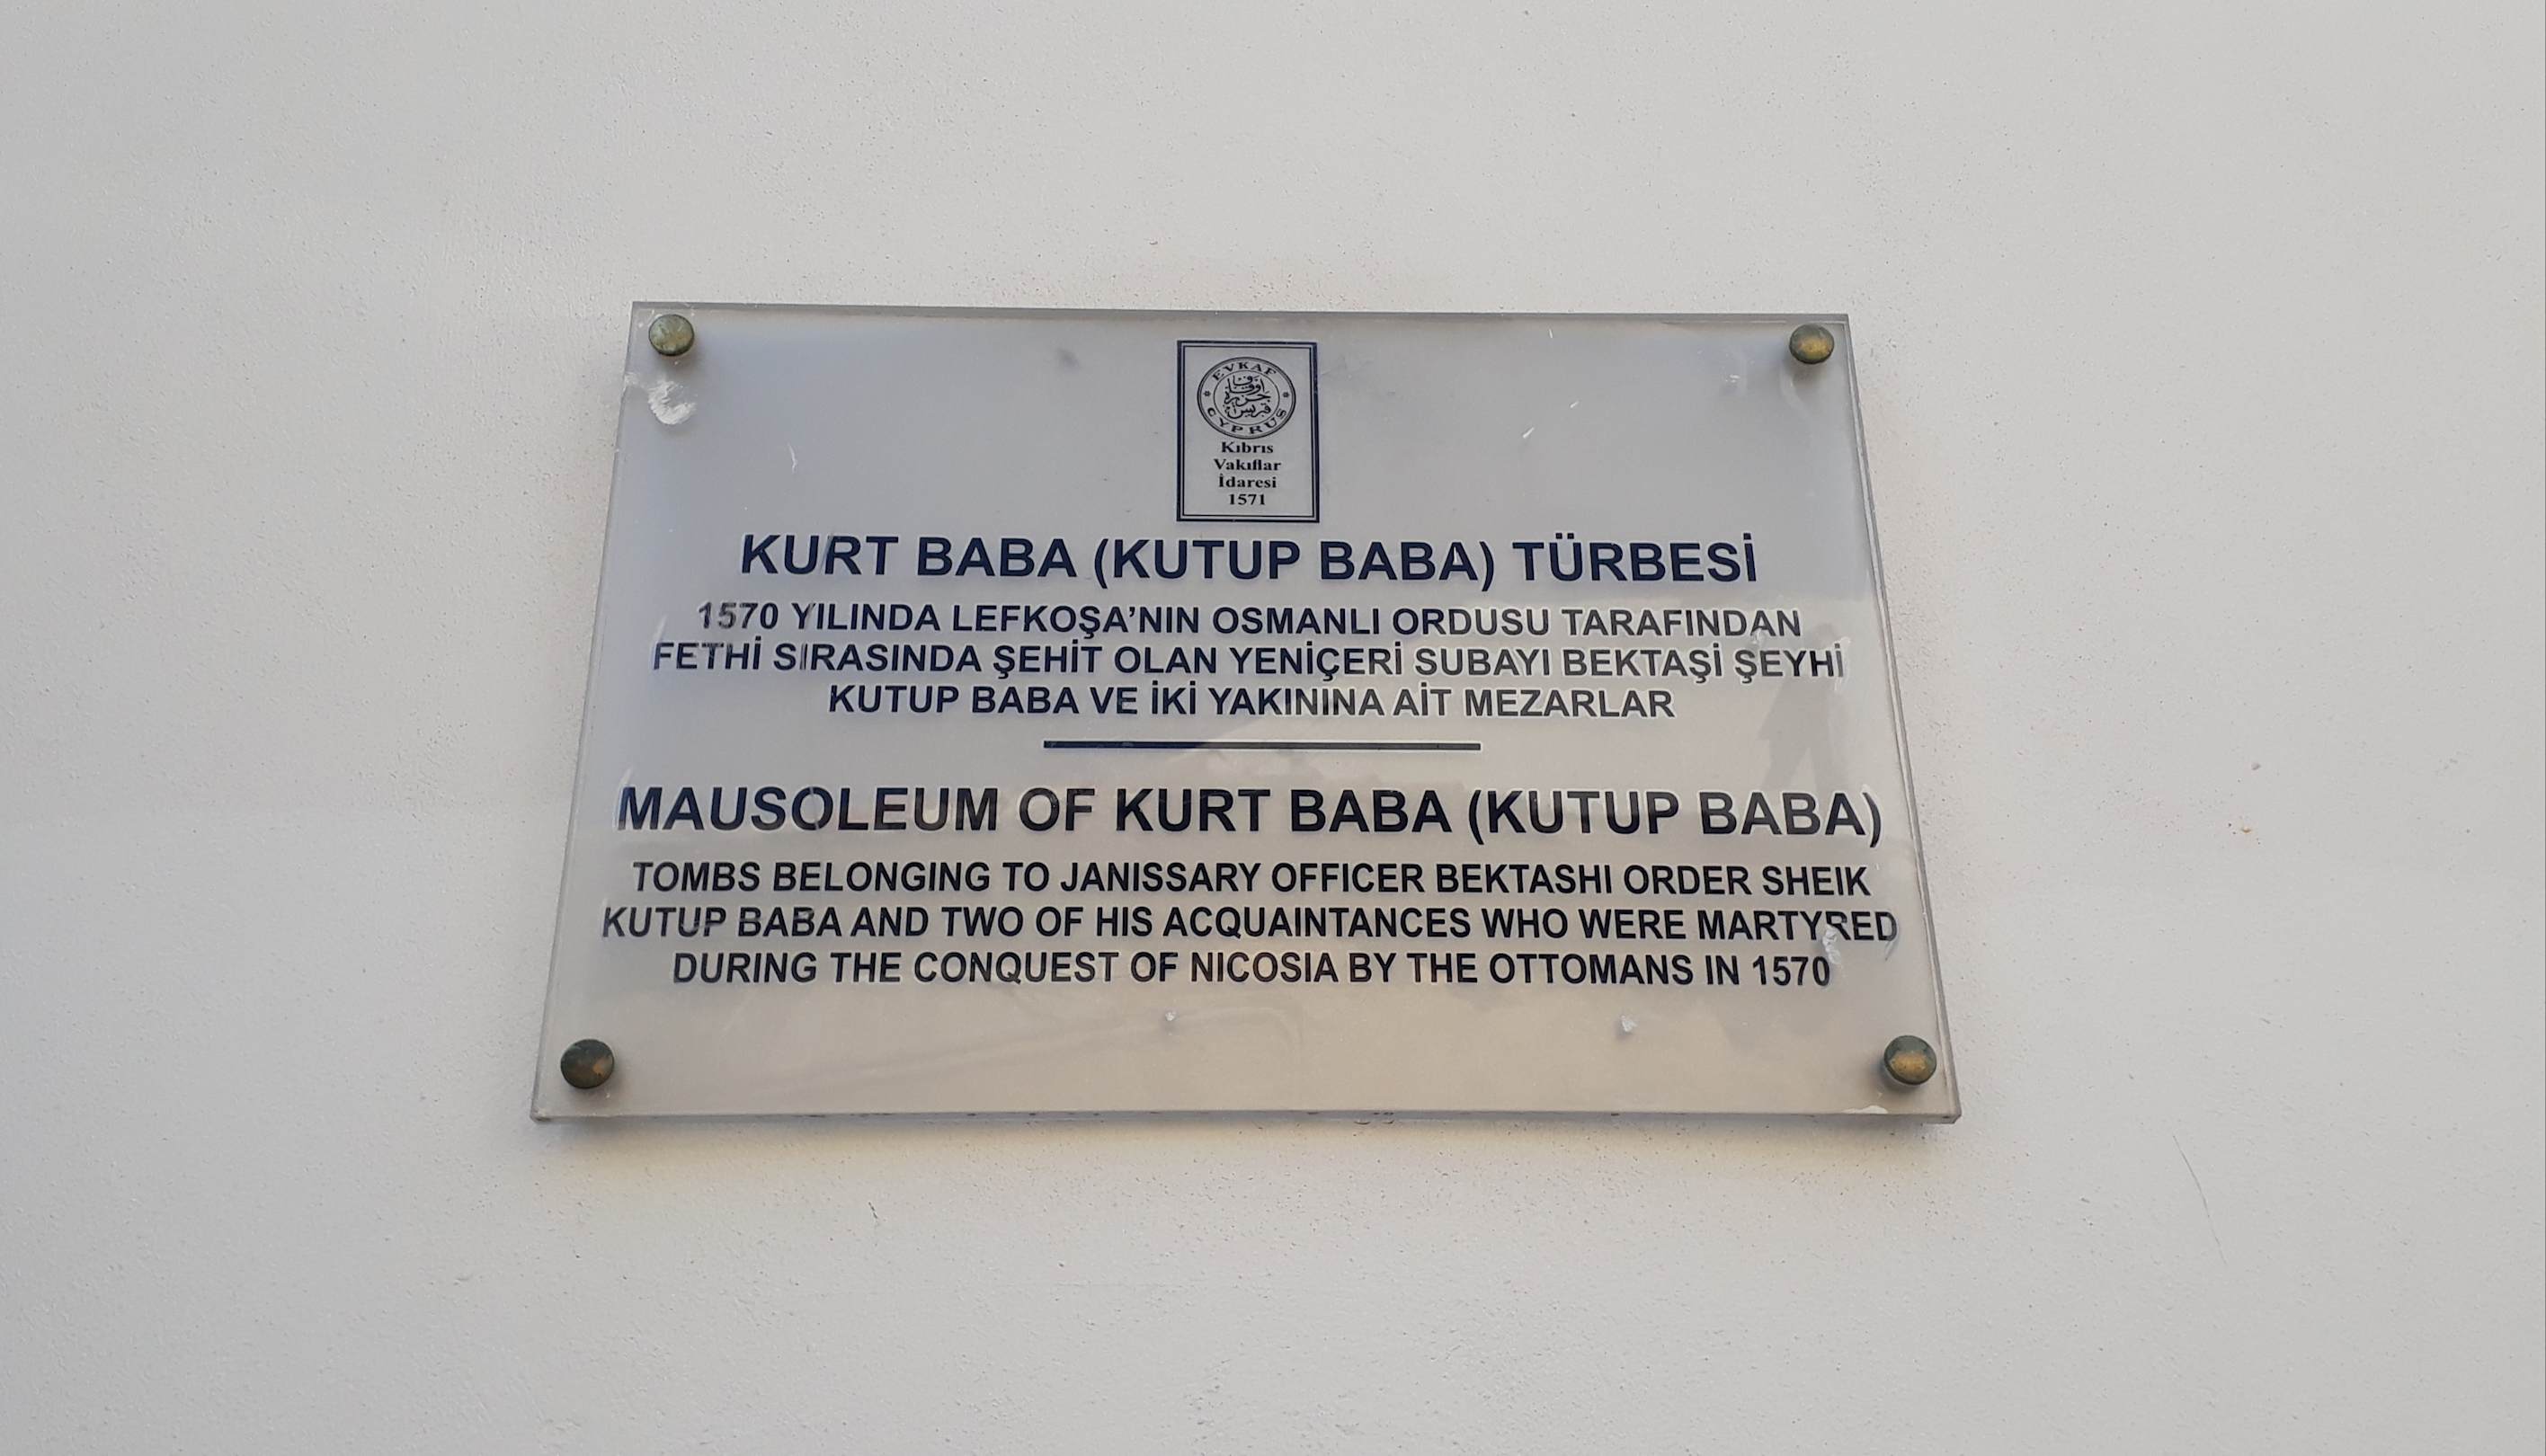 EVKAF
اوقاف
جزيره
قبريس
CYPRUS
Kıbrıs
Vakıflar
İdaresi
1571
KURT BABA (KUTUP BABA) TÜRBESİ
1570 YILINDA LEFKOŞA’NIN OSMANLI ORDUSU TARAFINDAN
FETHİ SIRASINDA ŞEHİT OLAN YENİÇERİ SUBAYI BEKTAŞİ ŞEYHİ
KUTUP BABA VE İKİ YAKININA AİT MEZARLAR
MAUSOLEUM OF KURT BABA (KUTUP BABA)
TOMBS BELONGING TO JANISSARY OFFICER BEKTASHI ORDER SHEIK
KUTUP BABA AND TWO OF HIS ACQUAINTANCES WHO WERE MARTYRED
DURING THE CONQUEST OF NICOSIA BY THE OTTOMANS IN 1570